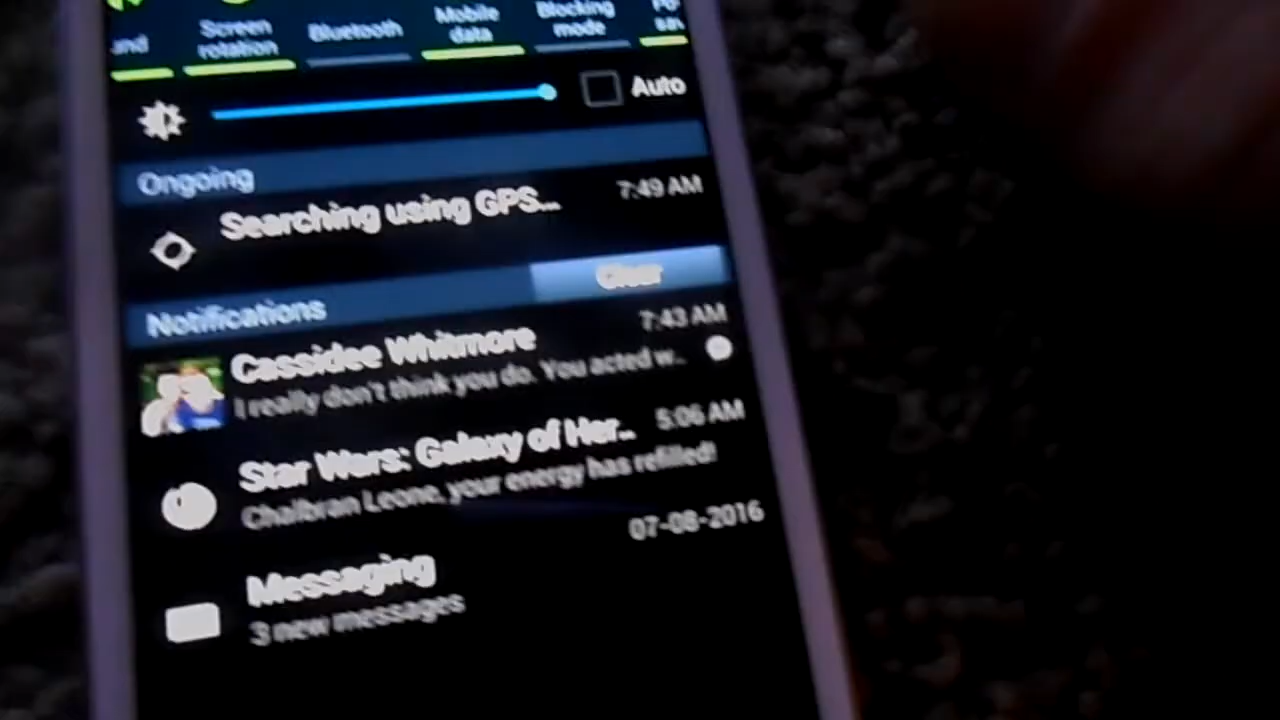 Screen rotation
Bluetooth
Mobile data
Blocking mode
Auto
Ongoing
Searching using GPS... 7:49 AM
Notifications Clear
Cassidee Whitmore 7:43 AM
I really don't think you do. You acted w..
Star Wars: Galaxy of Her.. 5:06 AM
Chalbran Leone, your energy has refilled!
07-08-2016
Messaging
3 new messages